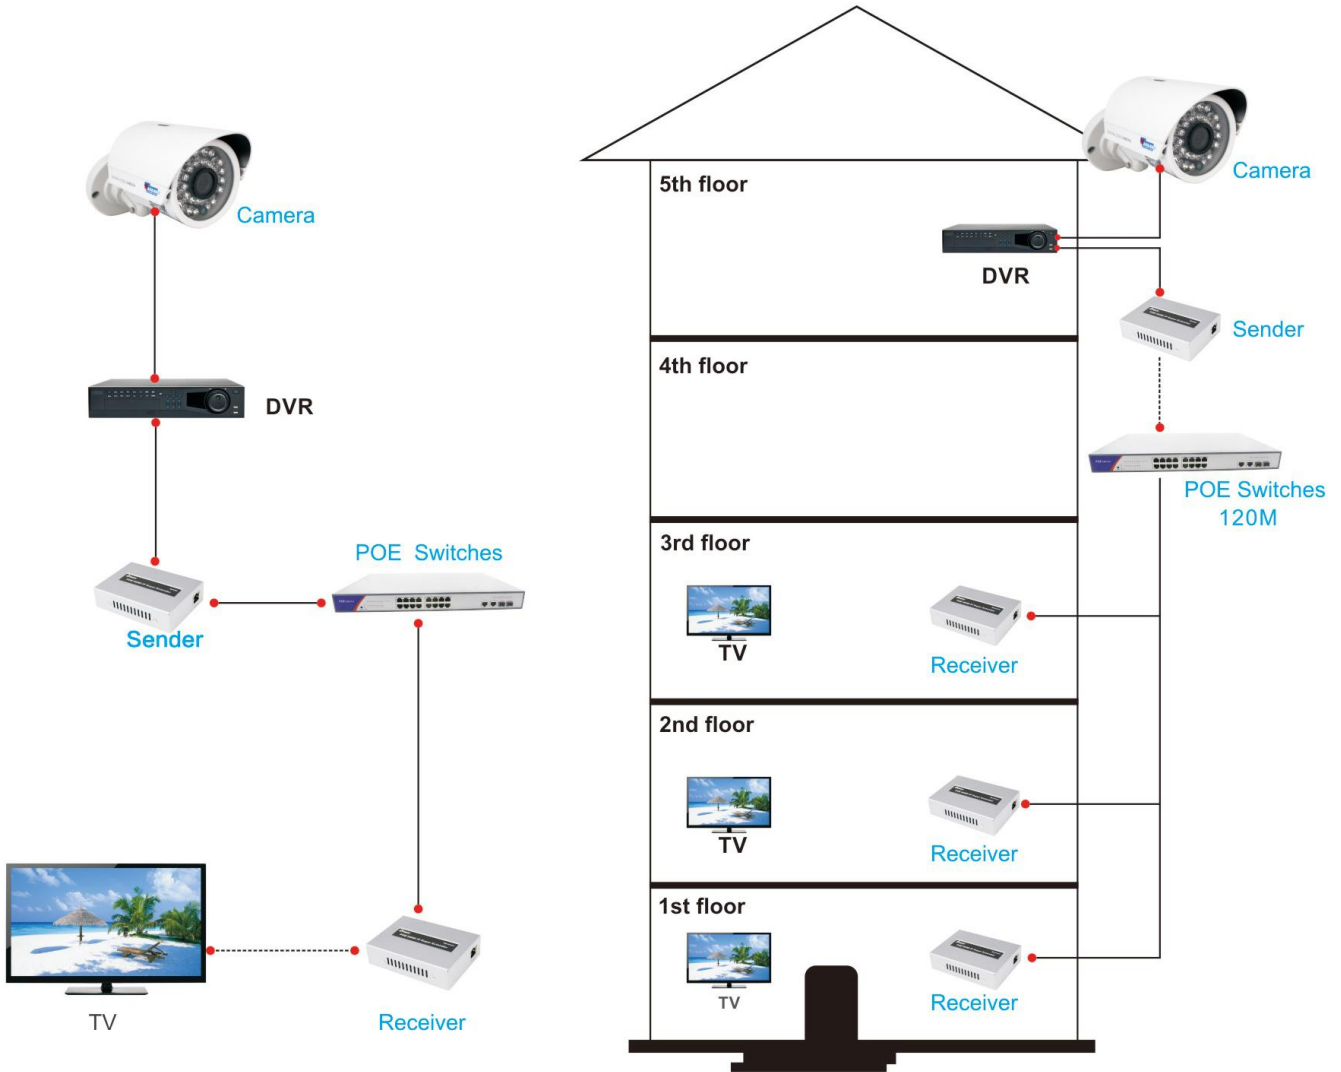 Camera
DVR
POE Switches
Sender
TV
Receiver
5th floor
Camera
DVR
Sender
4th floor
POE Switches
120M
3rd floor
TV
Receiver
2nd floor
TV
Receiver
1st floor
TV
Receiver